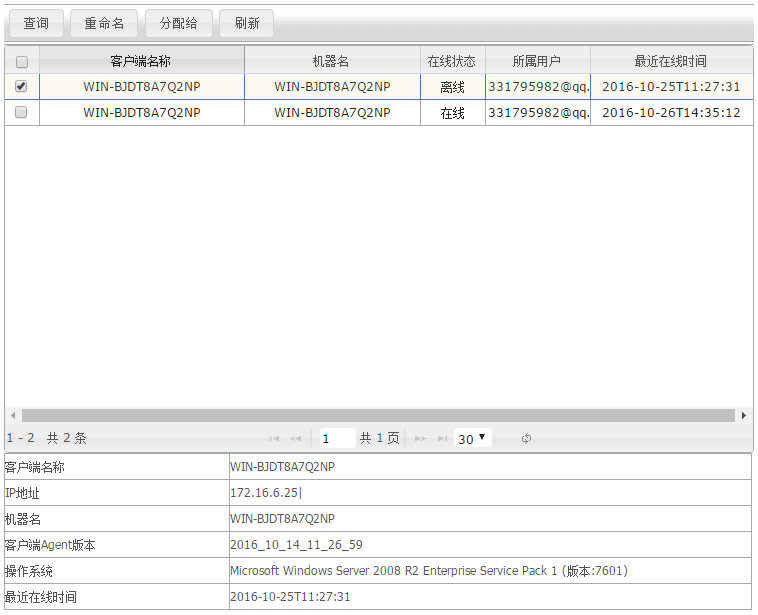 查询 重命名 分配给 刷新
客户端名称 机器名 在线状态 所属用户 最近在线时间
WIN-BJDT8A7Q2NP WIN-BJDT8A7Q2NP 离线 331795982@qq. 2016-10-25T11:27:31
WIN-BJDT8A7Q2NP WIN-BJDT8A7Q2NP 在线 331795982@qq. 2016-10-26T14:35:12
1 - 2 共 2 条 1 共 1 页 30
客户端名称 WIN-BJDT8A7Q2NP
IP地址 172.16.6.25|
机器名 WIN-BJDT8A7Q2NP
客户端Agent版本 2016_10_14_11_26_59
操作系统 Microsoft Windows Server 2008 R2 Enterprise Service Pack 1 (版本:7601)
最近在线时间 2016-10-25T11:27:31